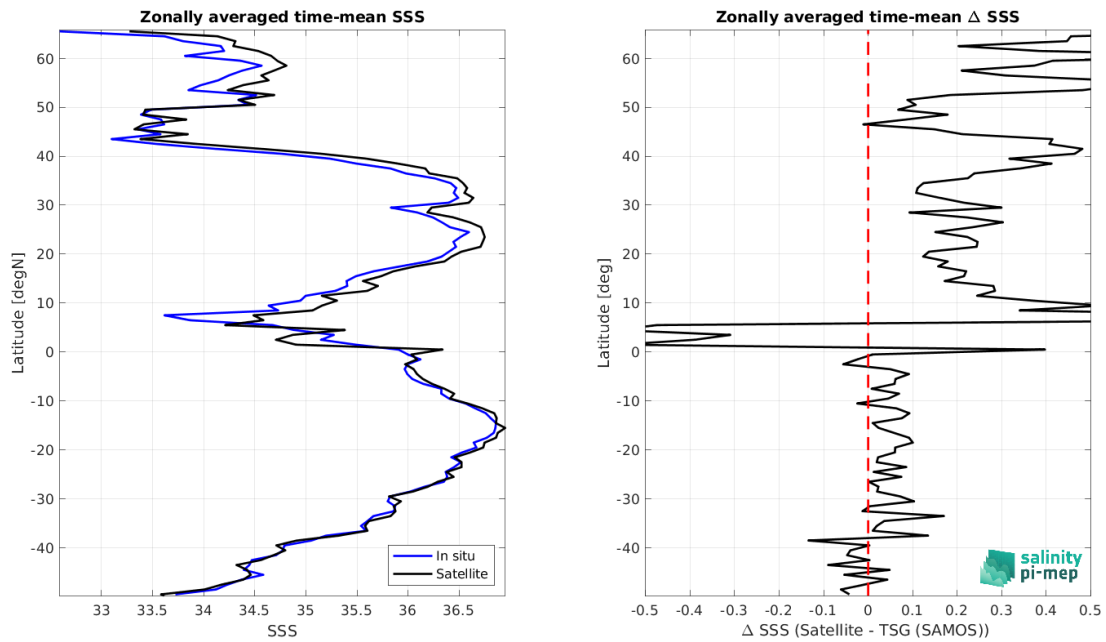 Zonally averaged time-mean SSS
60
50
40
30
20
10
0
-10
-20
-30
-40
Latitude [degN]
33 33.5 34 34.5 35 35.5 36 36.5
SSS
In situ
Satellite
Zonally averaged time-mean Δ SSS
60
50
40
30
20
10
0
-10
-20
-30
-40
Latitude [deg]
-0.5 -0.4 -0.3 -0.2 -0.1 0 0.1 0.2 0.3 0.4 0.5
Δ SSS (Satellite - TSG (SAMOS))
salinity
pi-mep